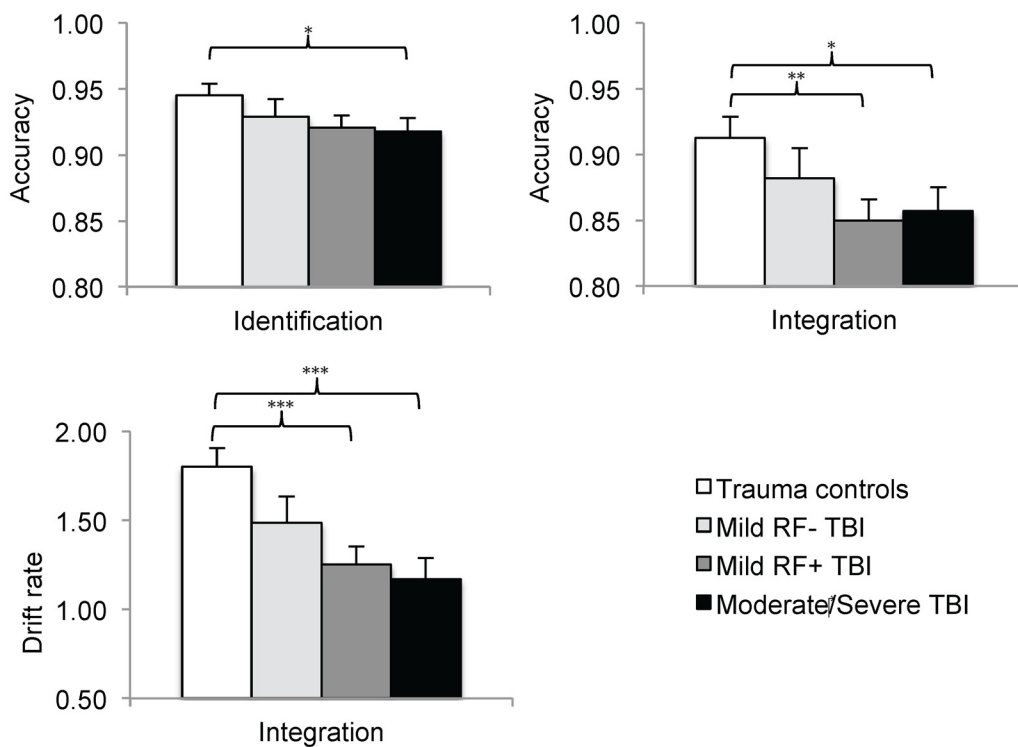 1.00
0.95
0.90
0.85
0.80
Accuracy
*
Identification
1.00
0.95
0.90
0.85
0.80
Accuracy
*
**
Integration
2.00
1.50
1.00
0.50
Drift rate
***
***
Integration
Trauma controls
Mild RF- TBI
Mild RF+ TBI
Moderate/Severe TBI